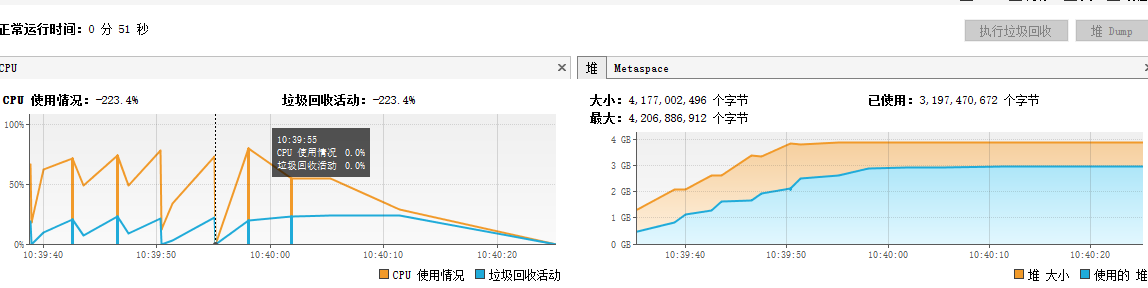 正常运行时间：0 分 51 秒
执行垃圾回收
堆 Dump
CPU
×
堆
Metaspace
CPU 使用情况：-223.4%
垃圾回收活动：-223.4%
大小：4,177,002,496 个字节
已使用：3,197,470,672 个字节
最大：4,206,886,912 个字节
100%
50%
0%
10:39:55
CPU 使用情况 0.0%
垃圾回收活动 0.0%
10:39:40
10:39:50
10:40:00
10:40:10
10:40:20
CPU 使用情况
垃圾回收活动
4 GB
3 GB
2 GB
1 GB
0 GB
10:39:40
10:39:50
10:40:00
10:40:10
10:40:20
堆 大小
使用的 堆